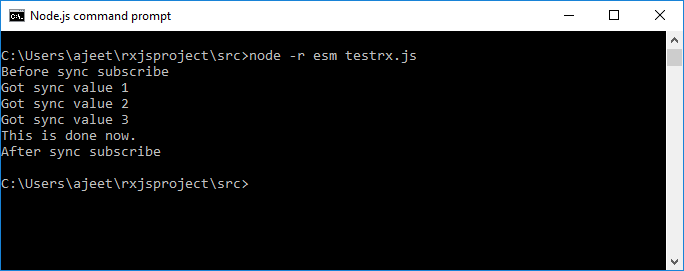 Node.js command prompt
C:\Users\ajeet\rxjsproject\src>node -r esm testrx.js
Before sync subscribe
Got sync value 1
Got sync value 2
Got sync value 3
This is done now.
After sync subscribe
C:\Users\ajeet\rxjsproject\src>